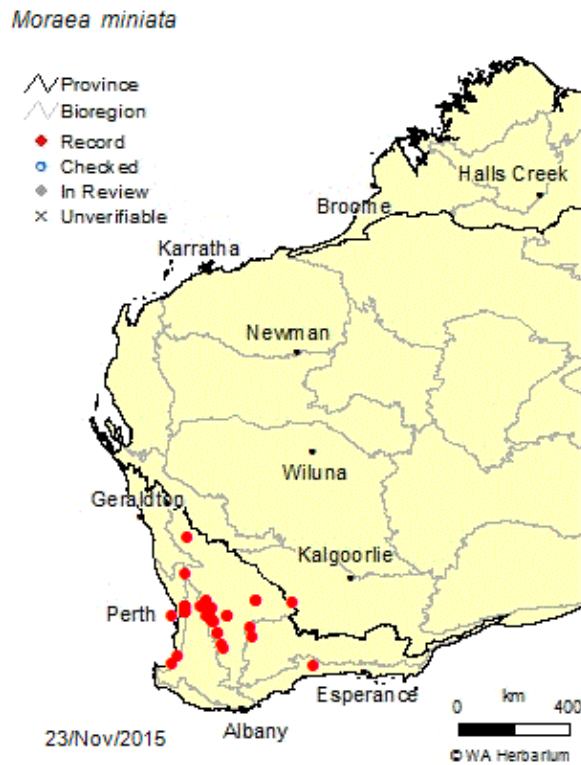 Moraea miniata
Province
Bioregion
Record
Checked
In Review
Unverifiable
Halls Creek
Broome
Karratha
Newman
Wiluna
Geraldton
Kalgoorlie
Perth
Esperance
Albany
0 km 400
23/Nov/2015
© WA Herbarium